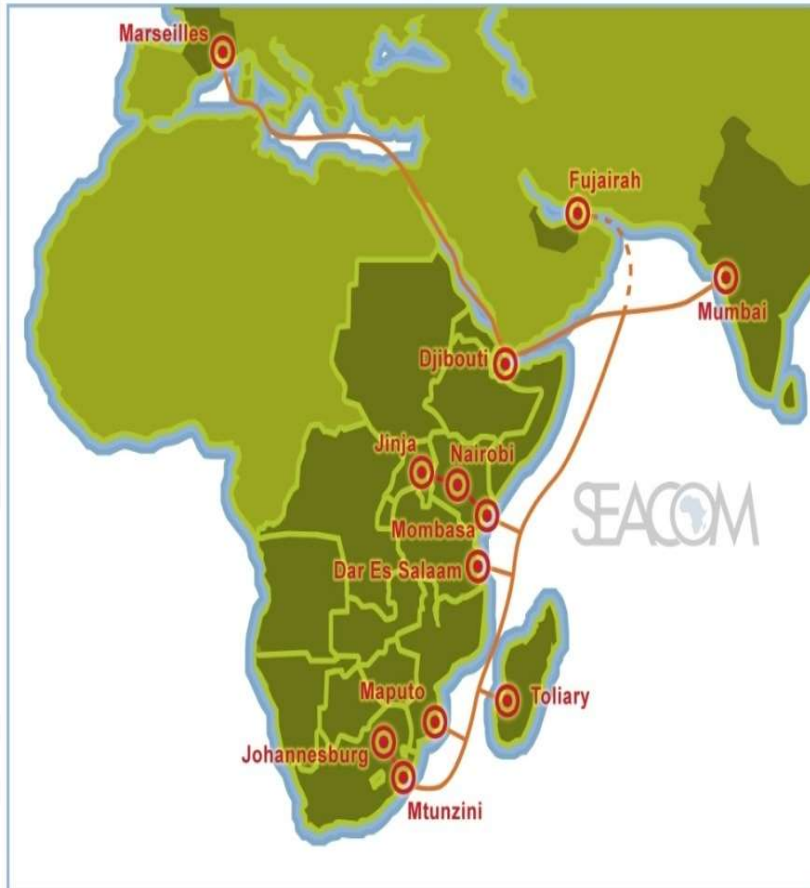 Marseilles
Fujairah
Mumbai
Djibouti
Jinja
Nairobi
SEACOM
Mombasa
Dar Es Salaam
Maputo
Toliary
Johannesburg
Mtunzini